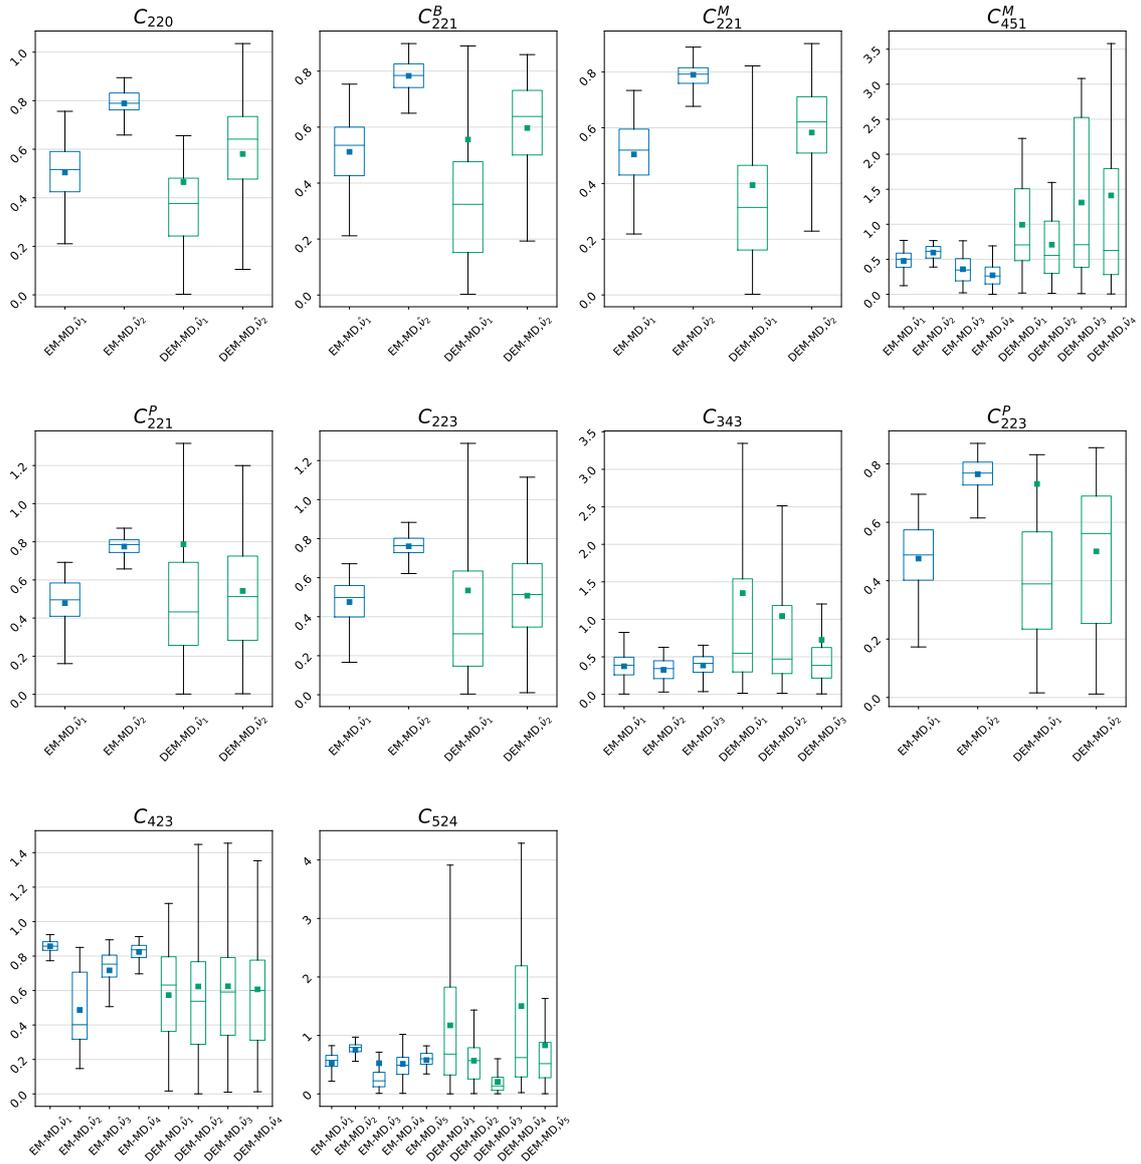 C₂₂₀
1.0
0.8
0.6
0.4
0.2
0.0
EM-MD,ν̂₁
EM-MD,ν̂₂
DEM-MD,ν̂₁
DEM-MD,ν̂₂
Cᴮ₂₂₁
0.8
0.6
0.4
0.2
0.0
EM-MD,ν̂₁
EM-MD,ν̂₂
DEM-MD,ν̂₁
DEM-MD,ν̂₂
Cᴹ₂₂₁
0.8
0.6
0.4
0.2
0.0
EM-MD,ν̂₁
EM-MD,ν̂₂
DEM-MD,ν̂₁
DEM-MD,ν̂₂
Cᴹ₄₅₁
3.5
3.0
2.5
2.0
1.5
1.0
0.5
0.0
EM-MD,ν̂₁
EM-MD,ν̂₂
EM-MD,ν̂₃
EM-MD,ν̂₄
DEM-MD,ν̂₁
DEM-MD,ν̂₂
DEM-MD,ν̂₃
DEM-MD,ν̂₄
Cᴾ₂₂₁
1.2
1.0
0.8
0.6
0.4
0.2
0.0
EM-MD,ν̂₁
EM-MD,ν̂₂
DEM-MD,ν̂₁
DEM-MD,ν̂₂
C₂₂₃
1.2
1.0
0.8
0.6
0.4
0.2
0.0
EM-MD,ν̂₁
EM-MD,ν̂₂
DEM-MD,ν̂₁
DEM-MD,ν̂₂
C₃₄₃
3.5
3.0
2.5
2.0
1.5
1.0
0.5
0.0
EM-MD,ν̂₁
EM-MD,ν̂₂
EM-MD,ν̂₃
DEM-MD,ν̂₁
DEM-MD,ν̂₂
DEM-MD,ν̂₃
Cᴾ₂₂₃
0.8
0.6
0.4
0.2
0.0
EM-MD,ν̂₁
EM-MD,ν̂₂
DEM-MD,ν̂₁
DEM-MD,ν̂₂
C₄₂₃
1.4
1.2
1.0
0.8
0.6
0.4
0.2
0.0
EM-MD,ν̂₁
EM-MD,ν̂₂
EM-MD,ν̂₃
EM-MD,ν̂₄
DEM-MD,ν̂₁
DEM-MD,ν̂₂
DEM-MD,ν̂₃
DEM-MD,ν̂₄
C₅₂₄
4
3
2
1
0
EM-MD,ν̂₁
EM-MD,ν̂₂
EM-MD,ν̂₃
EM-MD,ν̂₄
EM-MD,ν̂₅
DEM-MD,ν̂₁
DEM-MD,ν̂₂
DEM-MD,ν̂₃
DEM-MD,ν̂₄
DEM-MD,ν̂₅